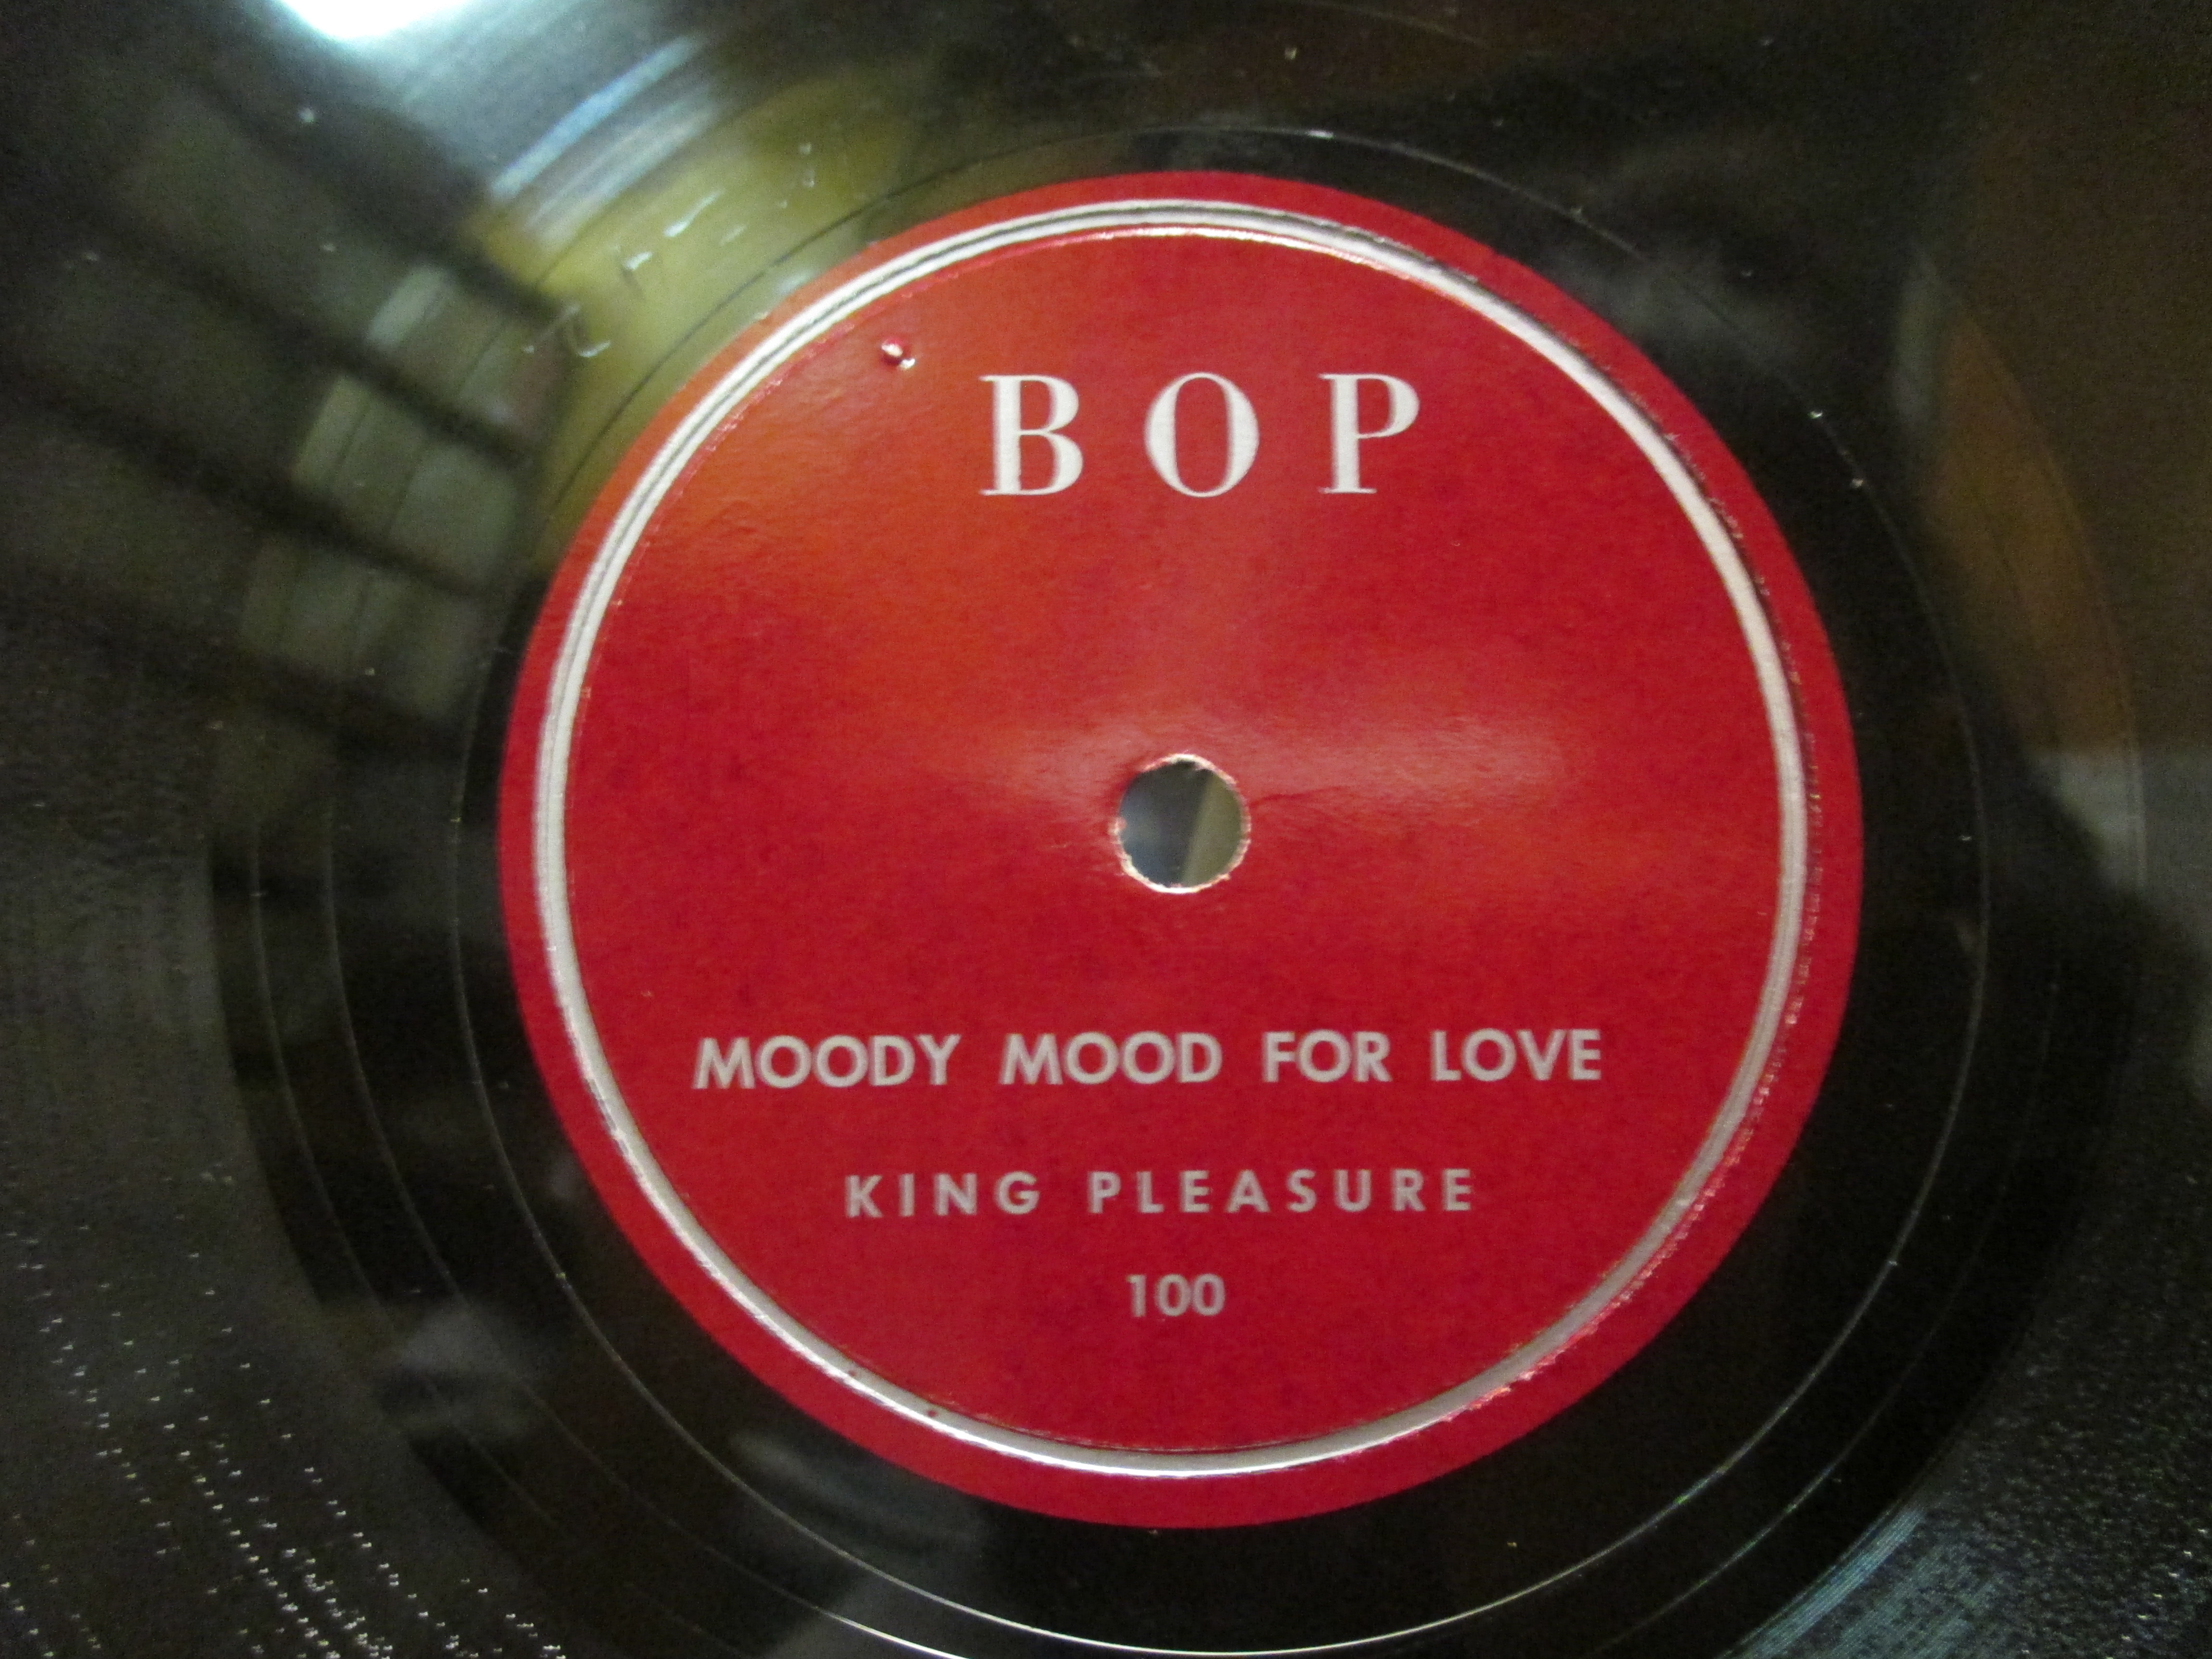 BOP
MOODY MOOD FOR LOVE
KING PLEASURE
100